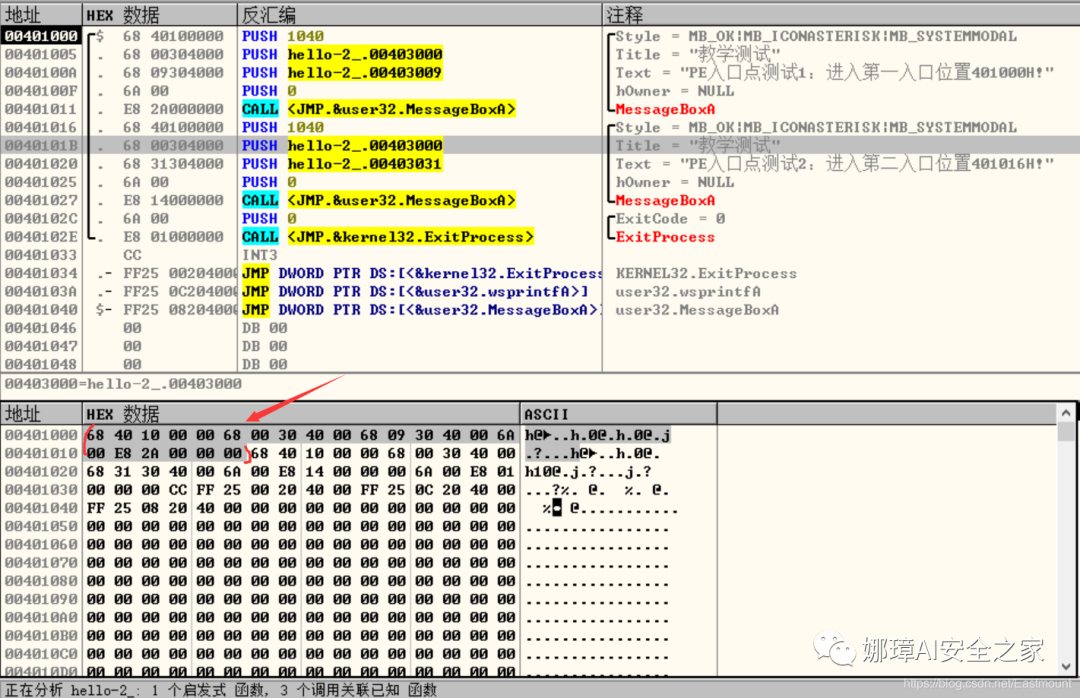 地址 HEX 数据 反汇编 注释
00401000 $ 68 40100000 PUSH 1040 Style = MB_OK|MB_ICONASTERISK|MB_SYSTEMMODAL
00401005 . 68 00304000 PUSH hello-2_.00403000 Title = "教学测试"
0040100A . 68 09304000 PUSH hello-2_.00403009 Text = "PE入口点测试1：进入第一入口位置401000H!"
0040100F . 6A 00 PUSH 0 hOwner = NULL
00401011 . E8 2A000000 CALL <JMP.&user32.MessageBoxA> MessageBoxA
00401016 . 68 40100000 PUSH 1040 Style = MB_OK|MB_ICONASTERISK|MB_SYSTEMMODAL
0040101B . 68 00304000 PUSH hello-2_.00403000 Title = "教学测试"
00401020 . 68 31304000 PUSH hello-2_.00403031 Text = "PE入口点测试2：进入第二入口位置401016H!"
00401025 . 6A 00 PUSH 0 hOwner = NULL
00401027 . E8 14000000 CALL <JMP.&user32.MessageBoxA> MessageBoxA
0040102C . 6A 00 PUSH 0 ExitCode = 0
0040102E . E8 01000000 CALL <JMP.&kernel32.ExitProcess> ExitProcess
00401033 CC INT3
00401034 .- FF25 0020400 JMP DWORD PTR DS:[<&kernel32.ExitProcess KERNEL32.ExitProcess
0040103A .- FF25 0C20400 JMP DWORD PTR DS:[<&user32.wsprintfA>] user32.wsprintfA
00401040 $- FF25 0820400 JMP DWORD PTR DS:[<&user32.MessageBoxA>] user32.MessageBoxA
00401046 00 DB 00
00401047 00 DB 00
00401048 00 DB 00
00403000=hello-2_.00403000
地址 HEX 数据 ASCII
00401000 68 40 10 00 00 68 00 30 40 00 68 09 30 40 00 6A h@►..h.0@.h.0@.j
00401010 00 E8 2A 00 00 00 68 40 10 00 00 68 00 30 40 00 .?...h@►..h.0@.
00401020 68 31 30 40 00 6A 00 E8 14 00 00 00 6A 00 E8 01 h10@.j.?...j.?
00401030 00 00 00 CC FF 25 00 20 40 00 FF 25 0C 20 40 00 ...?%. @. %. @.
00401040 FF 25 08 20 40 00 00 00 00 00 00 00 00 00 00 00 %◘ @...........
00401050 00 00 00 00 00 00 00 00 00 00 00 00 00 00 00 00 ................
00401060 00 00 00 00 00 00 00 00 00 00 00 00 00 00 00 00 ................
00401070 00 00 00 00 00 00 00 00 00 00 00 00 00 00 00 00 ................
00401080 00 00 00 00 00 00 00 00 00 00 00 00 00 00 00 00 ................
00401090 00 00 00 00 00 00 00 00 00 00 00 00 00 00 00 00 ................
004010A0 00 00 00 00 00 00 00 00 00 00 00 00 00 00 00 00 ................
004010B0 00 00 00 00 00 00 00 00 00 00 00 00 00 00 00 00 ................
004010C0 00 00 00 00 00 00 00 00 00 00 00 00 00 00 00 00 ................
004010D0 00 00 00 00 00 00 00 00 00 00 00 00 00 00 00 00 ................
娜璋AI安全之家
https://blog.csdn.net/Eastmount
正在分析 hello-2_: 1 个启发式 函数, 3 个调用关联已知 函数